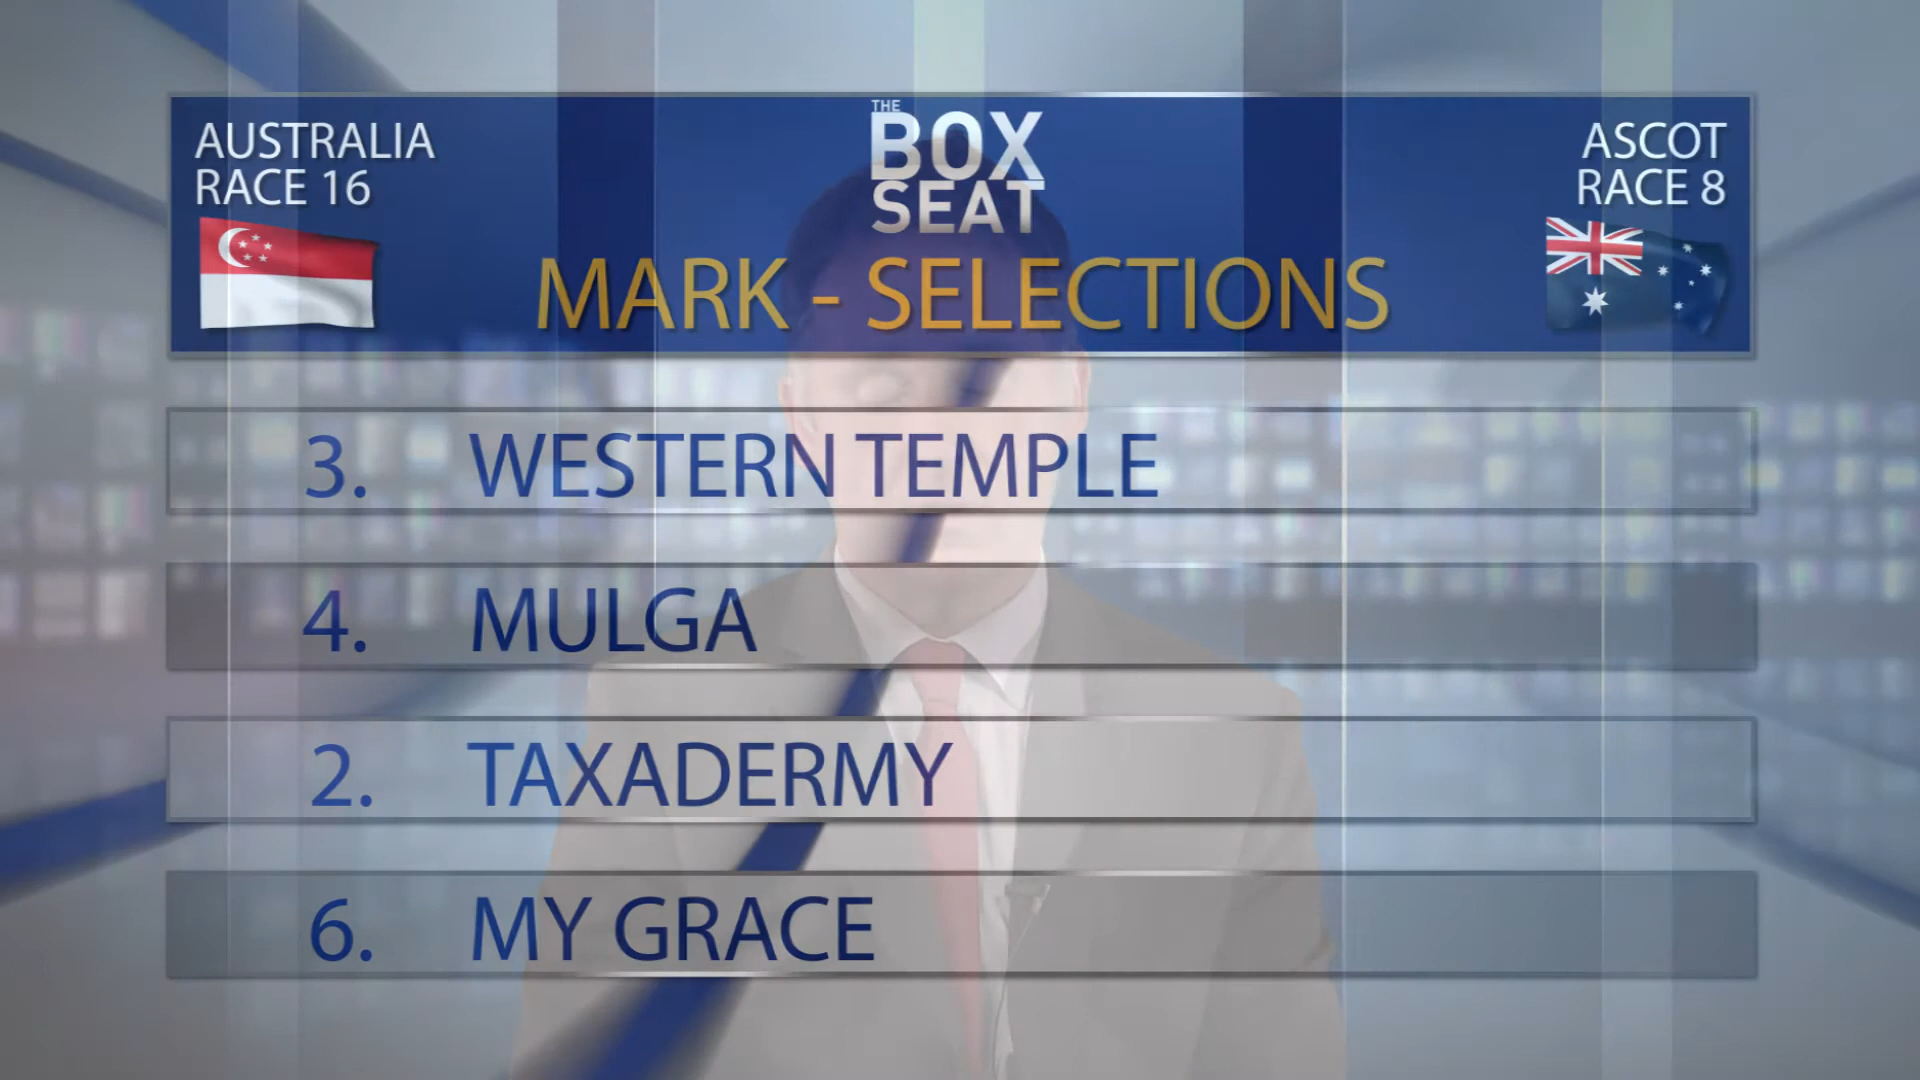 AUSTRALIA
RACE 16
THE
BOX
SEAT
ASCOT
RACE 8
MARK - SELECTIONS
3. WESTERN TEMPLE
4. MULGA
2. TAXADERMY
6. MY GRACE